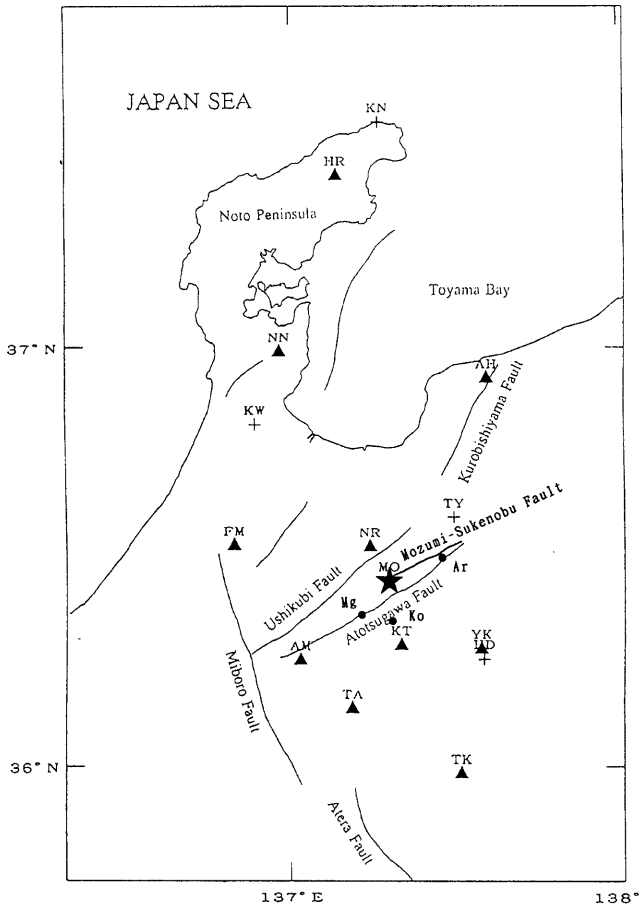 KN
JAPAN SEA
HR
Noto Peninsula
Toyama Bay
37° N
NN
AH
KW
Kurobishiyama Fault
TY
FM
NR
Mozumi-Sukenobu Fault
MO
Ar
Ushikubi Fault
Mg
Atotsugawa Fault
Ko
KT
YK
AM
Miboro Fault
TA
36° N
TK
Atera Fault
137° E
138°